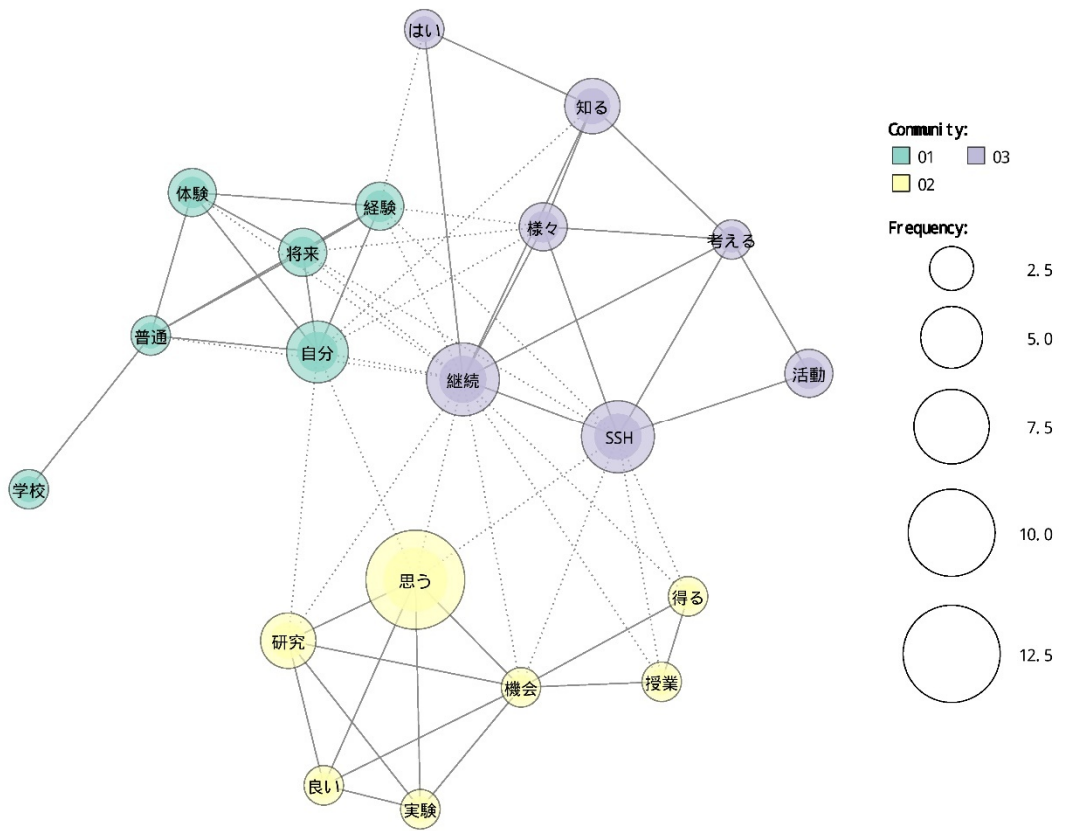 はい
知る
体験
経験
様々
考える
将来
普通
自分
継続
活動
SSH
学校
思う
得る
研究
機会
授業
良い
実験
Community:
01
03
02
Frequency:
2.5
5.0
7.5
10.0
12.5